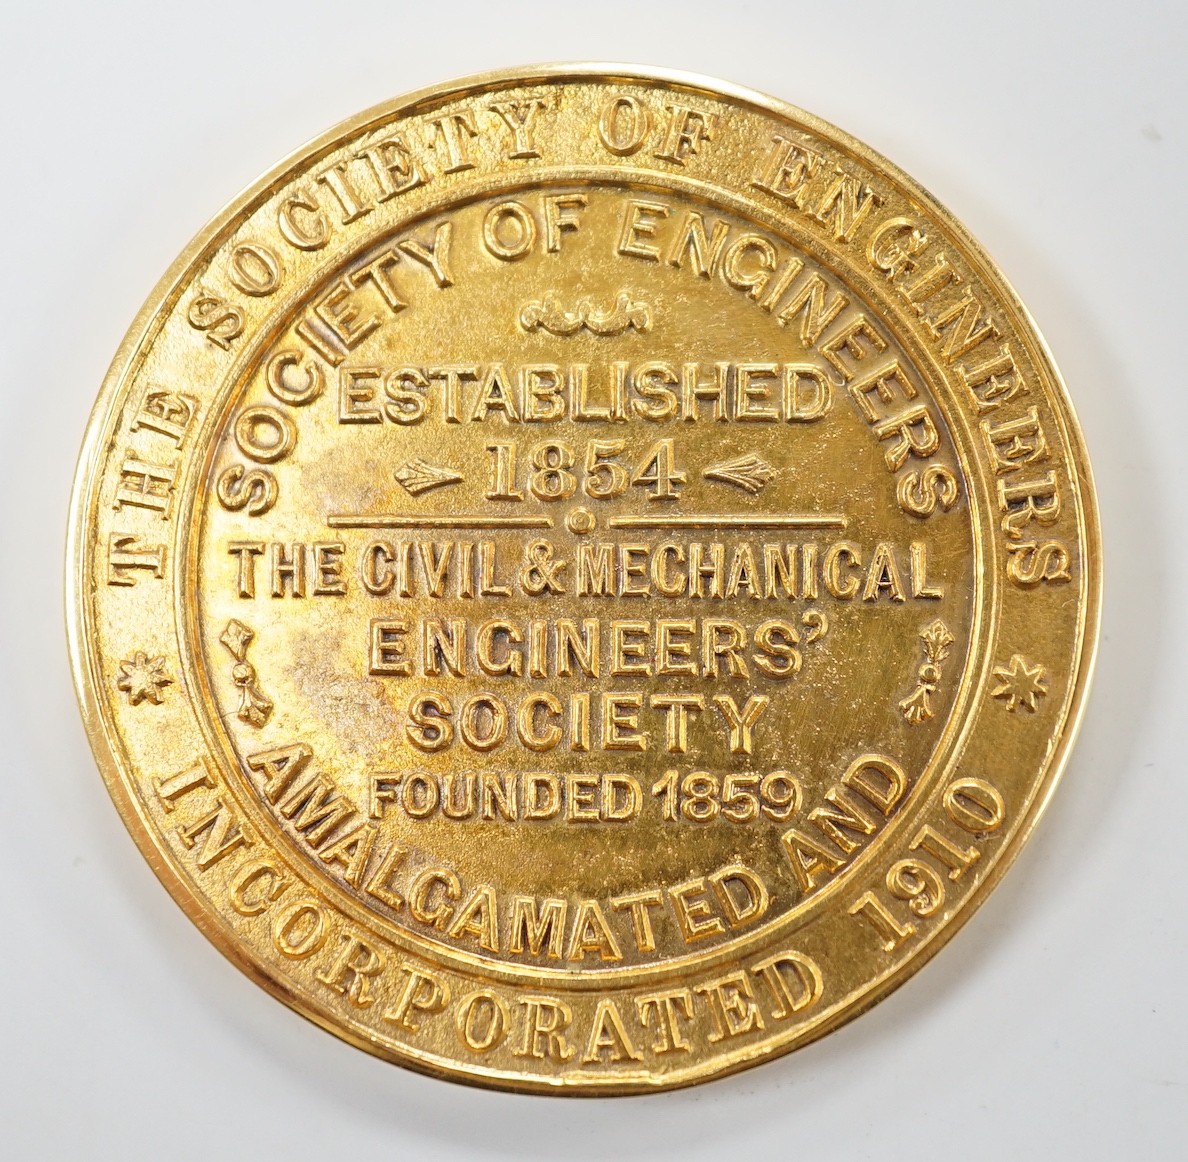 THE SOCIETY OF ENGINEERS
INCORPORATED 1910
SOCIETY OF ENGINEERS
ESTABLISHED
1854
THE CIVIL & MECHANICAL
ENGINEERS'
SOCIETY
FOUNDED 1859
AMALGAMATED AND